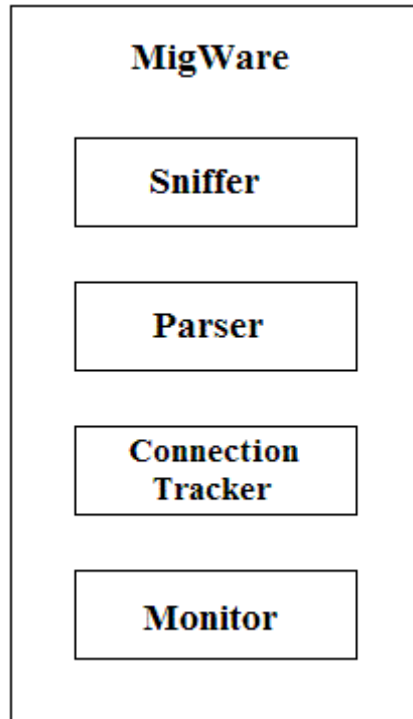 MigWare
Sniffer
Parser
Connection
Tracker
Monitor